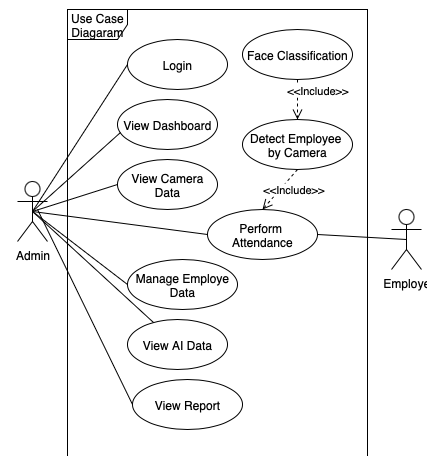 Use Case
Diagaram
Login
Face Classification
<<Include>>
View Dashboard
Detect Employee
by Camera
View Camera
Data
<<Include>>
Perform
Attendance
Admin
Manage Employe
Data
Employe
View AI Data
View Report